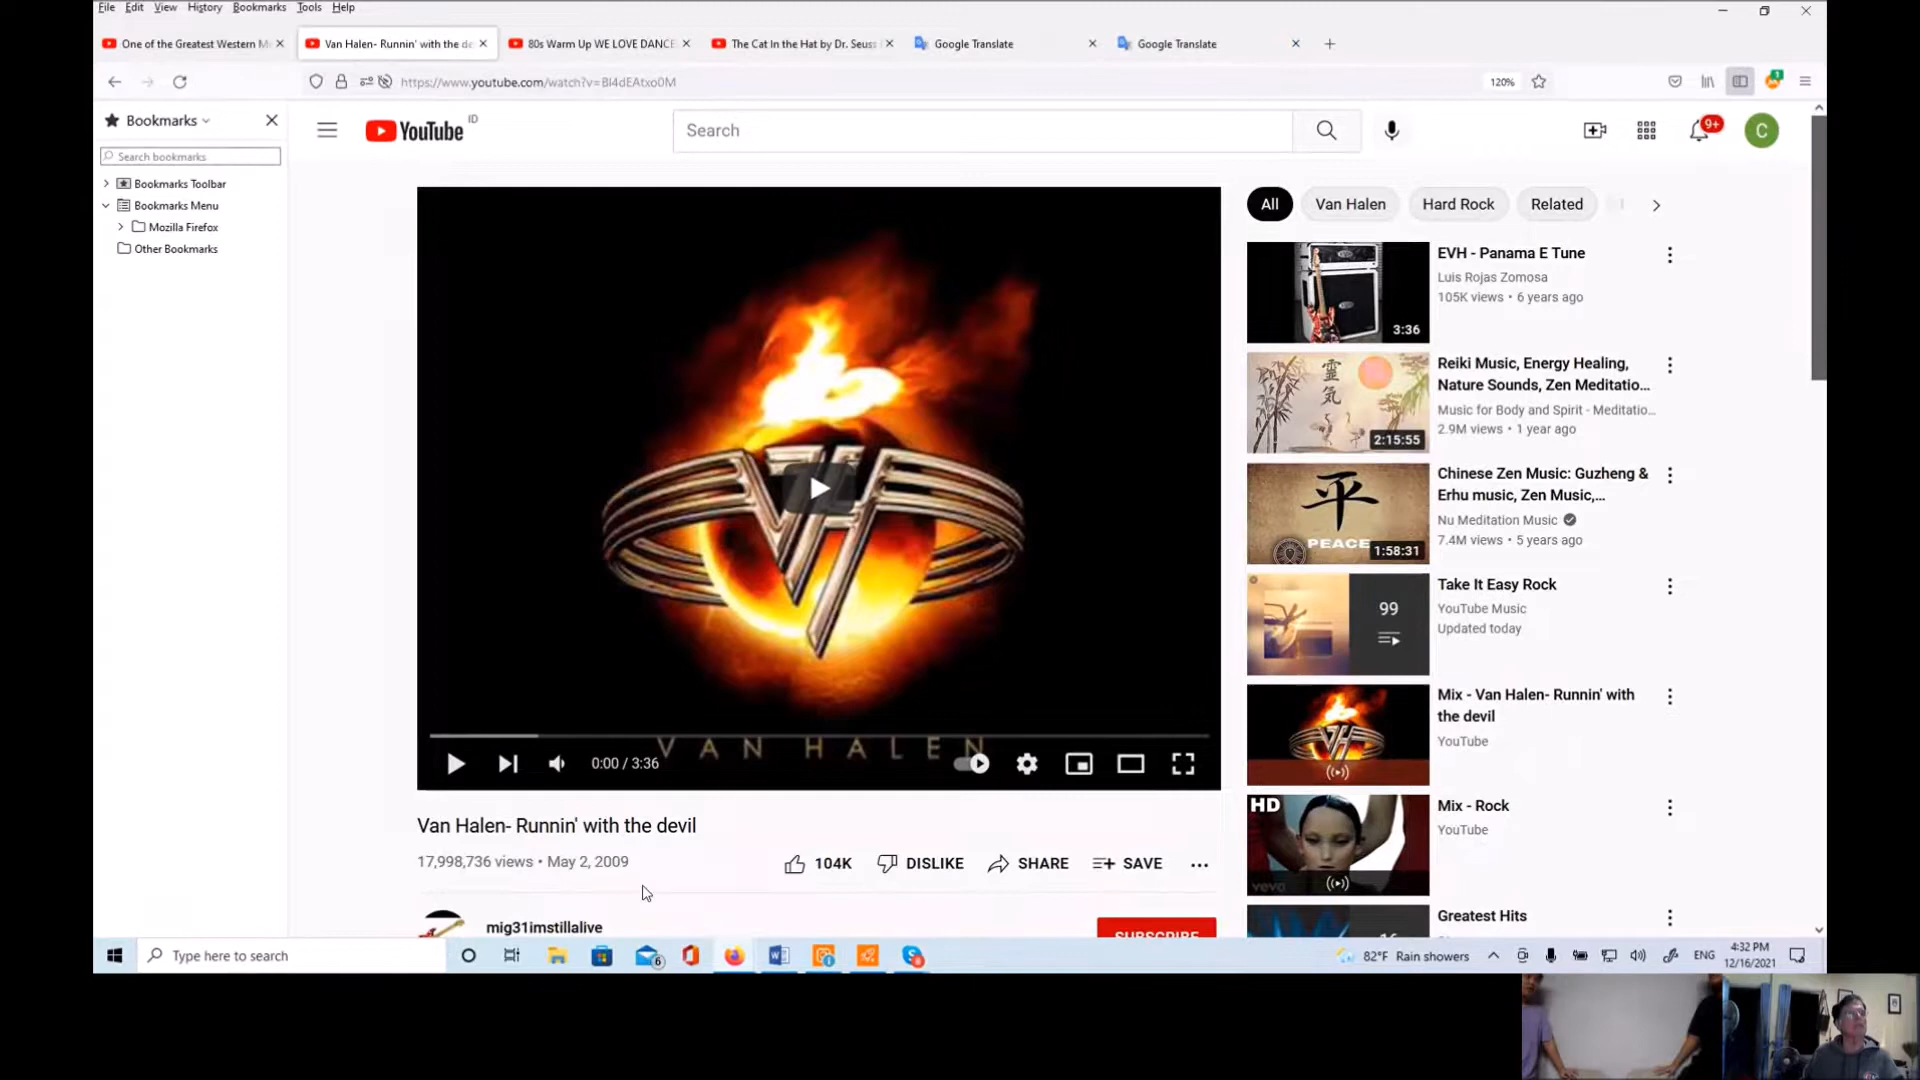 File Edit View History Bookmarks Tools Help
One of the Greatest Western M
Van Halen- Runnin' with the de
80s Warm Up WE LOVE DANCE
The Cat In the Hat by Dr. Seuss
Google Translate
Google Translate
https://www.youtube.com/watch?v=Bl4dEAtxo0M
120%
Bookmarks
Search bookmarks
Bookmarks Toolbar
Bookmarks Menu
Mozilla Firefox
Other Bookmarks
YouTube ID
Search
9+
C
All
Van Halen
Hard Rock
Related
VAN HALEN
0:00 / 3:36
Van Halen- Runnin' with the devil
17,998,736 views • May 2, 2009
104K
DISLIKE
SHARE
SAVE
mig31imstillalive
SUBSCRIBE
EVH - Panama E Tune
Luis Rojas Zomosa
105K views • 6 years ago
3:36
靈氣
Reiki Music, Energy Healing,
Nature Sounds, Zen Meditatio...
Music for Body and Spirit - Meditatio...
2.9M views • 1 year ago
2:15:55
平
PEACE
1:58:31
Chinese Zen Music: Guzheng &
Erhu music, Zen Music,...
Nu Meditation Music
7.4M views • 5 years ago
99
Take It Easy Rock
YouTube Music
Updated today
Mix - Van Halen- Runnin' with
the devil
YouTube
HD
vevo
Mix - Rock
YouTube
Greatest Hits
Type here to search
6
82°F Rain showers
ENG
4:32 PM
12/16/2021